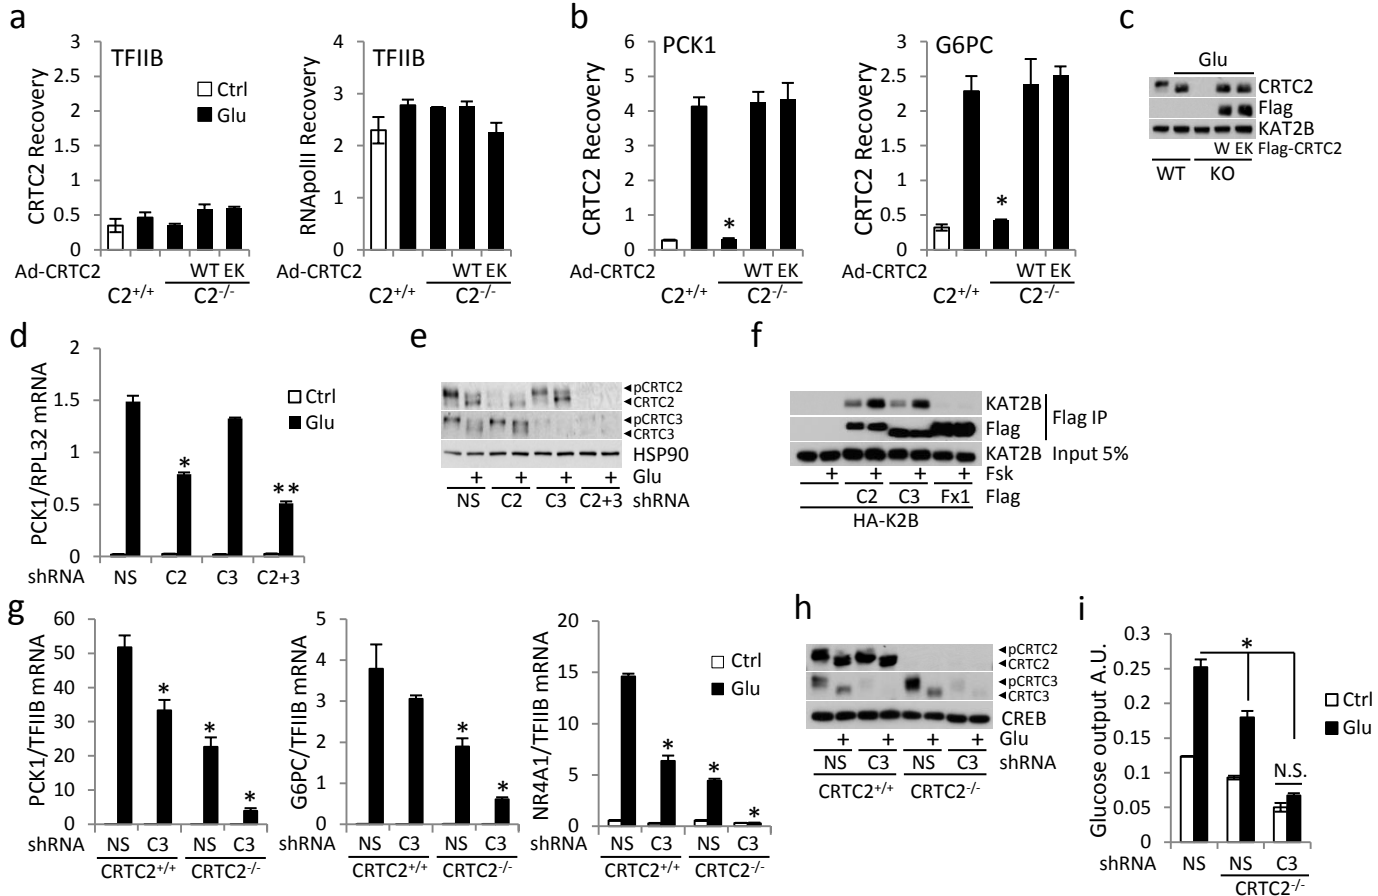 a
TFIIB
CRTC2 Recovery
3
2.5
2
1.5
1
0.5
0
Ctrl
Glu
Ad-CRTC2
WT EK
C2+/+
C2-/-
TFIIB
RNApolII Recovery
4
3
2
1
0
WT EK
C2+/+
C2-/-
b
PCK1
CRTC2 Recovery
6
5
4
3
2
1
0
*
Ad-CRTC2
WT EK
C2+/+
C2-/-
G6PC
CRTC2 Recovery
3
2.5
2
1.5
1
0.5
0
*
Ad-CRTC2
WT EK
C2+/+
C2-/-
c
Glu
CRTC2
Flag
KAT2B
W EK Flag-CRTC2
WT KO
d
PCK1/RPL32 mRNA
2
1.5
1
0.5
0
Ctrl
Glu
*
**
shRNA NS C2 C3 C2+3
e
pCRTC2
CRTC2
pCRTC3
CRTC3
HSP90
+ + + + Glu
NS C2 C3 C2+3 shRNA
f
KAT2B
Flag
Flag IP
KAT2B Input 5%
+ + + + Fsk
C2 C3 Fx1 Flag
HA-K2B
g
PCK1/TFIIB mRNA
60
50
40
30
20
10
0
*
*
*
shRNA NS C3 NS C3
CRTC2+/+ CRTC2-/-
G6PC/TFIIB mRNA
5
4
3
2
1
0
*
*
shRNA NS C3 NS C3
CRTC2+/+ CRTC2-/-
NR4A1/TFIIB mRNA
20
15
10
5
0
Ctrl
Glu
*
*
*
shRNA NS C3 NS C3
CRTC2+/+ CRTC2-/-
h
pCRTC2
CRTC2
pCRTC3
CRTC3
CREB
+ + + + Glu
NS C3 NS C3 shRNA
CRTC2+/+ CRTC2-/-
i
Glucose output A.U.
0.3
0.25
0.2
0.15
0.1
0.05
0
*
N.S.
Ctrl
Glu
shRNA NS NS C3
CRTC2-/-